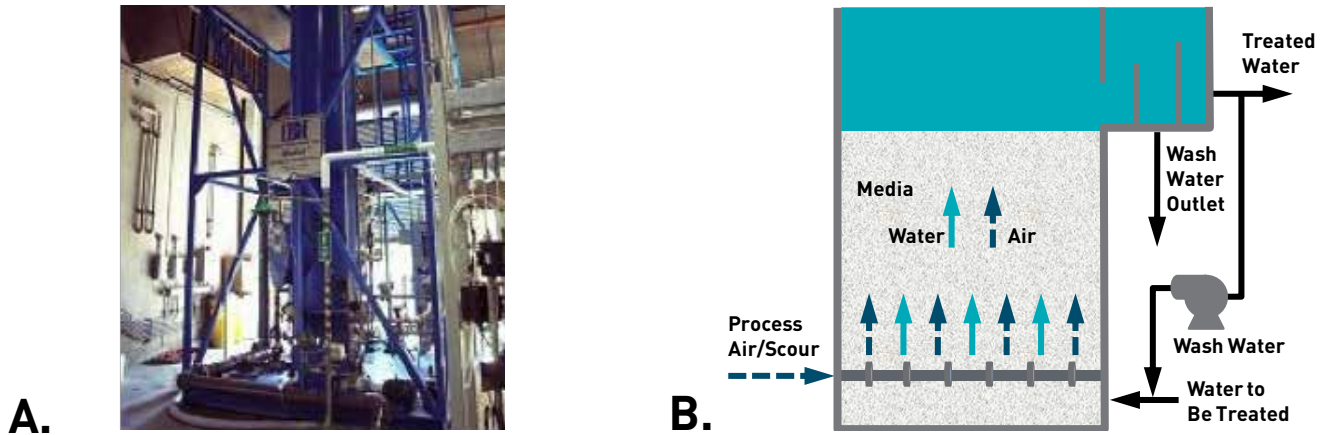 A.
B.
Treated
Water
Wash
Water
Outlet
Media
Water
Air
Process
Air/Scour
Wash Water
Water to
Be Treated